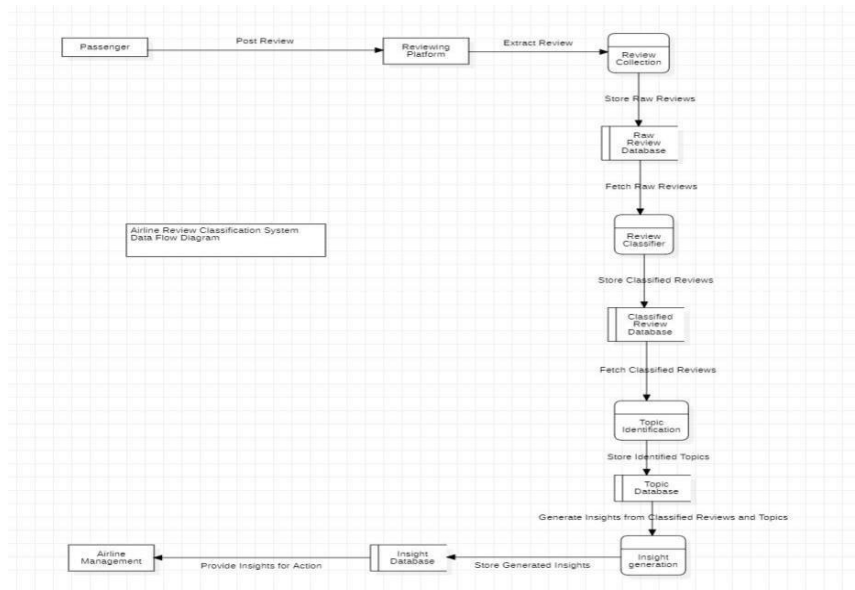 Passenger
Post Review
Reviewing
Platform
Extract Review
Review
Collection
Store Raw Reviews
Raw
Review
Database
Fetch Raw Reviews
Airline Review Classification System
Data Flow Diagram
Review
Classifier
Store Classified Reviews
Classified
Review
Database
Fetch Classified Reviews
Topic
Identification
Store Identified Topics
Topic
Database
Generate Insights from Classified Reviews and Topics
Insight
generation
Store Generated Insights
Insight
Database
Provide Insights for Action
Airline
Management